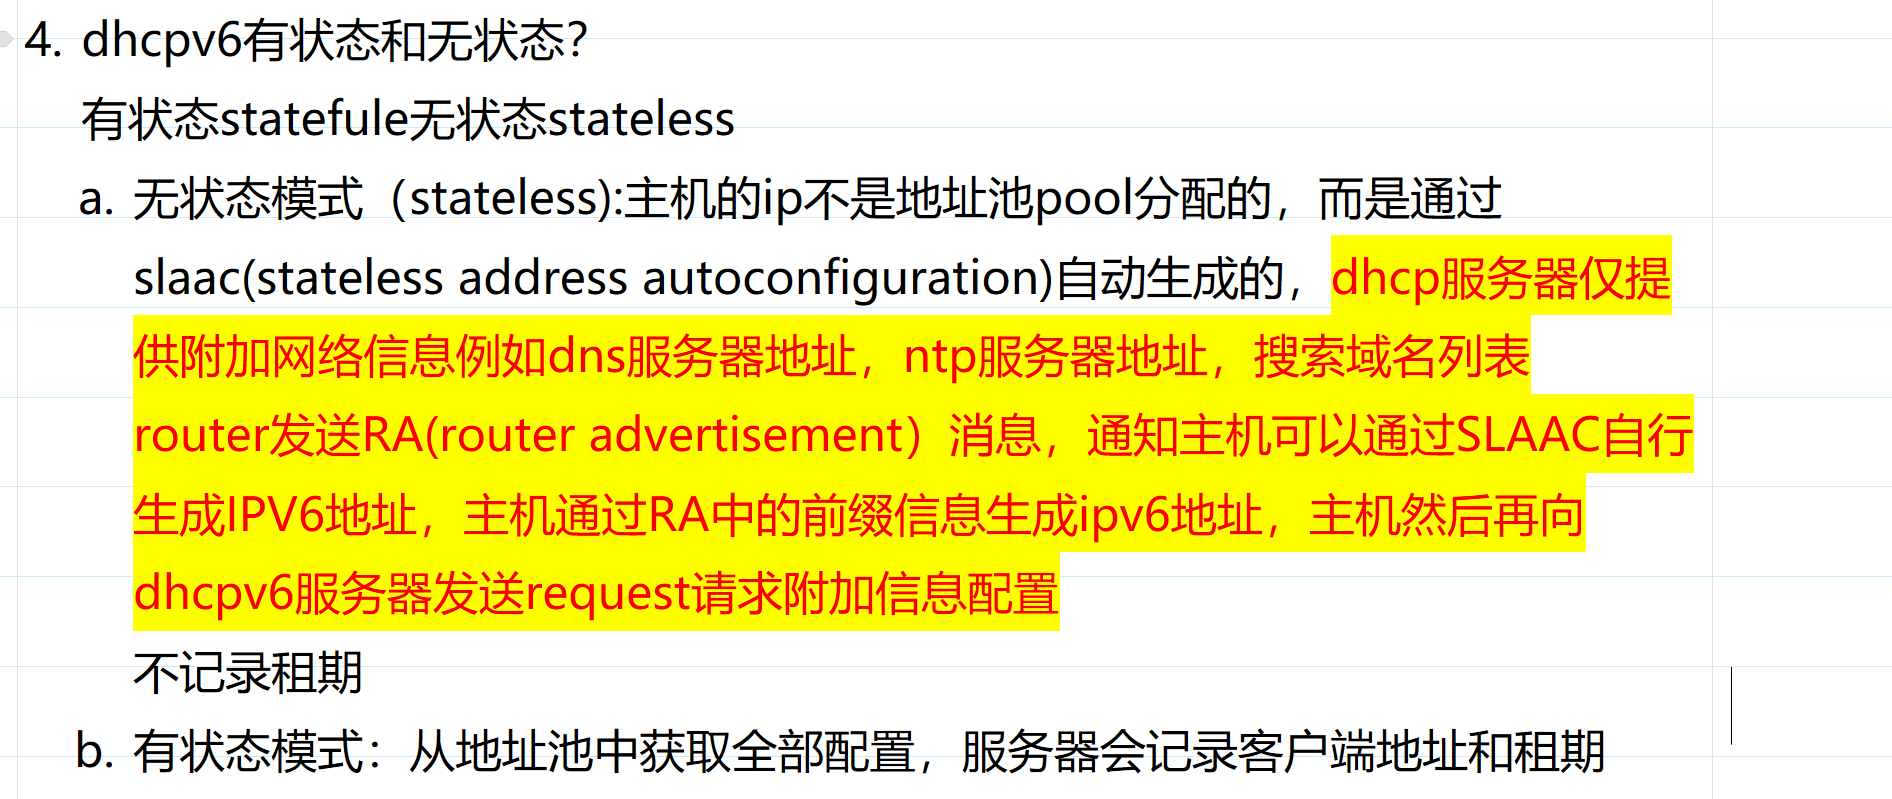 4. dhcpv6有状态和无状态？
有状态statefule无状态stateless
a. 无状态模式（stateless):主机的ip不是地址池pool分配的，而是通过
slaac(stateless address autoconfiguration)自动生成的，dhcp服务器仅提
供附加网络信息例如dns服务器地址，ntp服务器地址，搜索域名列表
router发送RA(router advertisement）消息，通知主机可以通过SLAAC自行
生成IPV6地址，主机通过RA中的前缀信息生成ipv6地址，主机然后再向
dhcpv6服务器发送request请求附加信息配置
不记录租期
b. 有状态模式：从地址池中获取全部配置，服务器会记录客户端地址和租期